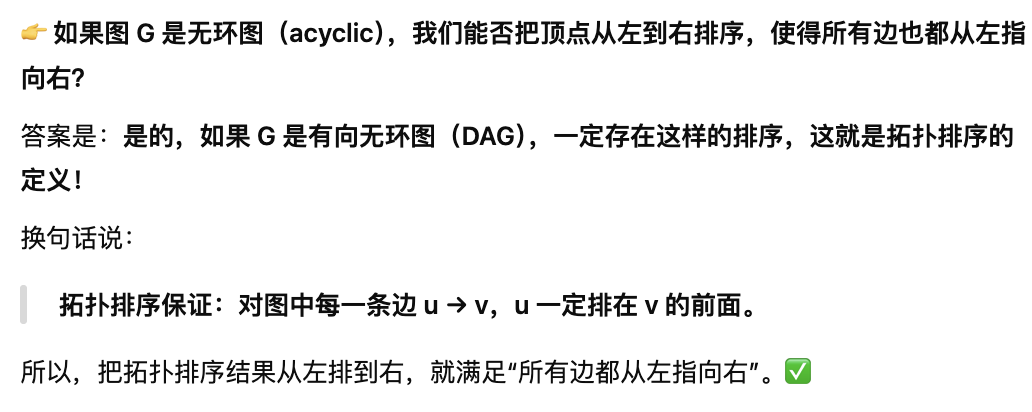 👉 如果图 G 是无环图（acyclic），我们能否把顶点从左到右排序，使得所有边也都从左指
向右?
答案是：是的，如果 G 是有向无环图（DAG），一定存在这样的排序，这就是拓扑排序的
定义！
换句话说：
拓扑排序保证：对图中每一条边 u → v，u 一定排在 v 的前面。
所以，把拓扑排序结果从左排到右，就满足“所有边都从左指向右”。✅